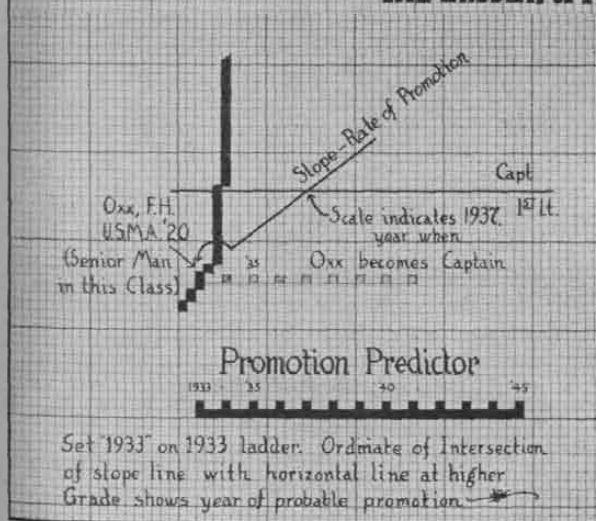 Slope-Rate of Promotion
Capt
1st Lt.
Oxx, F.H.
U.S.M.A. '20
(Senior Man
in this Class)
Scale indicates 1937,
year when
Oxx becomes Captain
'35
Promotion Predictor
1933 '35 '40 '45
Set "1933" on 1933 ladder. Ordinate of Intersection
of slope line with horizontal line at higher
Grade shows year of probable promotion